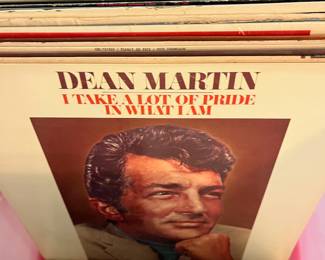 DEAN MARTIN
I TAKE A LOT OF PRIDE
IN WHAT I AM